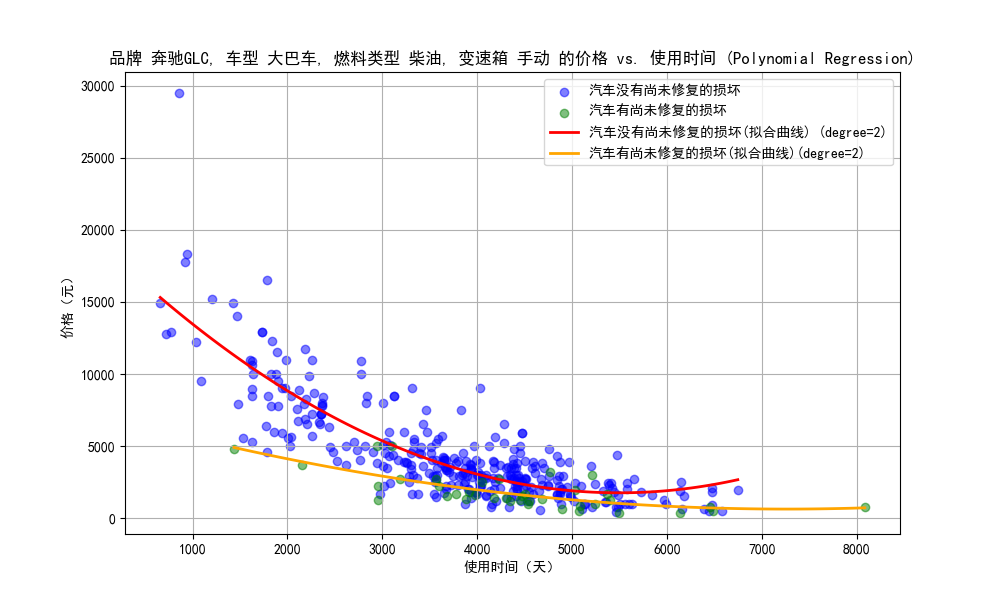 品牌 奔驰GLC, 车型 大巴车, 燃料类型 柴油, 变速箱 手动 的价格 vs. 使用时间 (Polynomial Regression)
汽车没有尚未修复的损坏
汽车有尚未修复的损坏
汽车没有尚未修复的损坏(拟合曲线) (degree=2)
汽车有尚未修复的损坏(拟合曲线)(degree=2)
价格（元）
30000
25000
20000
15000
10000
5000
0
1000 2000 3000 4000 5000 6000 7000 8000
使用时间（天）